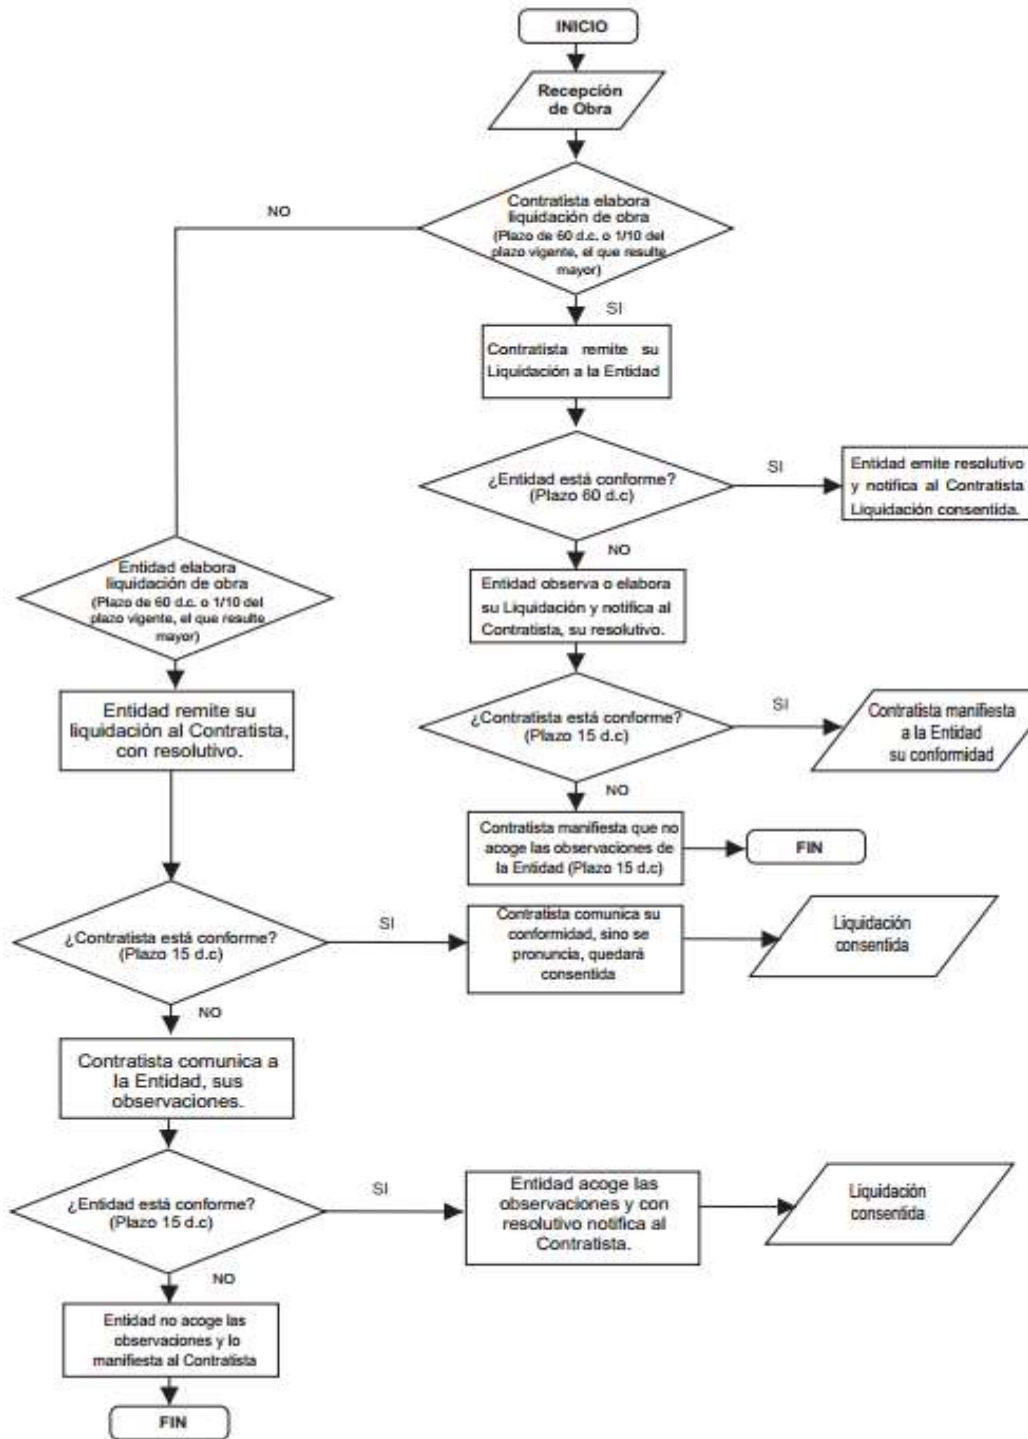 INICIO
Recepción
de Obra
Contratista elabora
liquidación de obra
(Plazo de 60 d.c. o 1/10 del
plazo vigente, el que resulte
mayor)
NO
SI
Contratista remite su
Liquidación a la Entidad
¿Entidad está conforme?
(Plazo 60 d.c)
SI
Entidad emite resolutivo
y notifica al Contratista
Liquidación consentida.
NO
Entidad observa o elabora
su Liquidación y notifica al
Contratista, su resolutivo.
¿Contratista está conforme?
(Plazo 15 d.c)
SI
Contratista manifiesta
a la Entidad
su conformidad
NO
Contratista manifiesta que no
acoge las observaciones de
la Entidad (Plazo 15 d.c)
FIN
Entidad elabora
liquidación de obra
(Plazo de 60 d.c. o 1/10 del
plazo vigente, el que resulte
mayor)
Entidad remite su
liquidación al Contratista,
con resolutivo.
¿Contratista está conforme?
(Plazo 15 d.c)
SI
Contratista comunica su
conformidad, sino se
pronuncia, quedará
consentida
Liquidación
consentida
NO
Contratista comunica a
la Entidad, sus
observaciones.
¿Entidad está conforme?
(Plazo 15 d.c)
SI
Entidad acoge las
observaciones y con
resolutivo notifica al
Contratista.
Liquidación
consentida
NO
Entidad no acoge las
observaciones y lo
manifiesta al Contratista
FIN